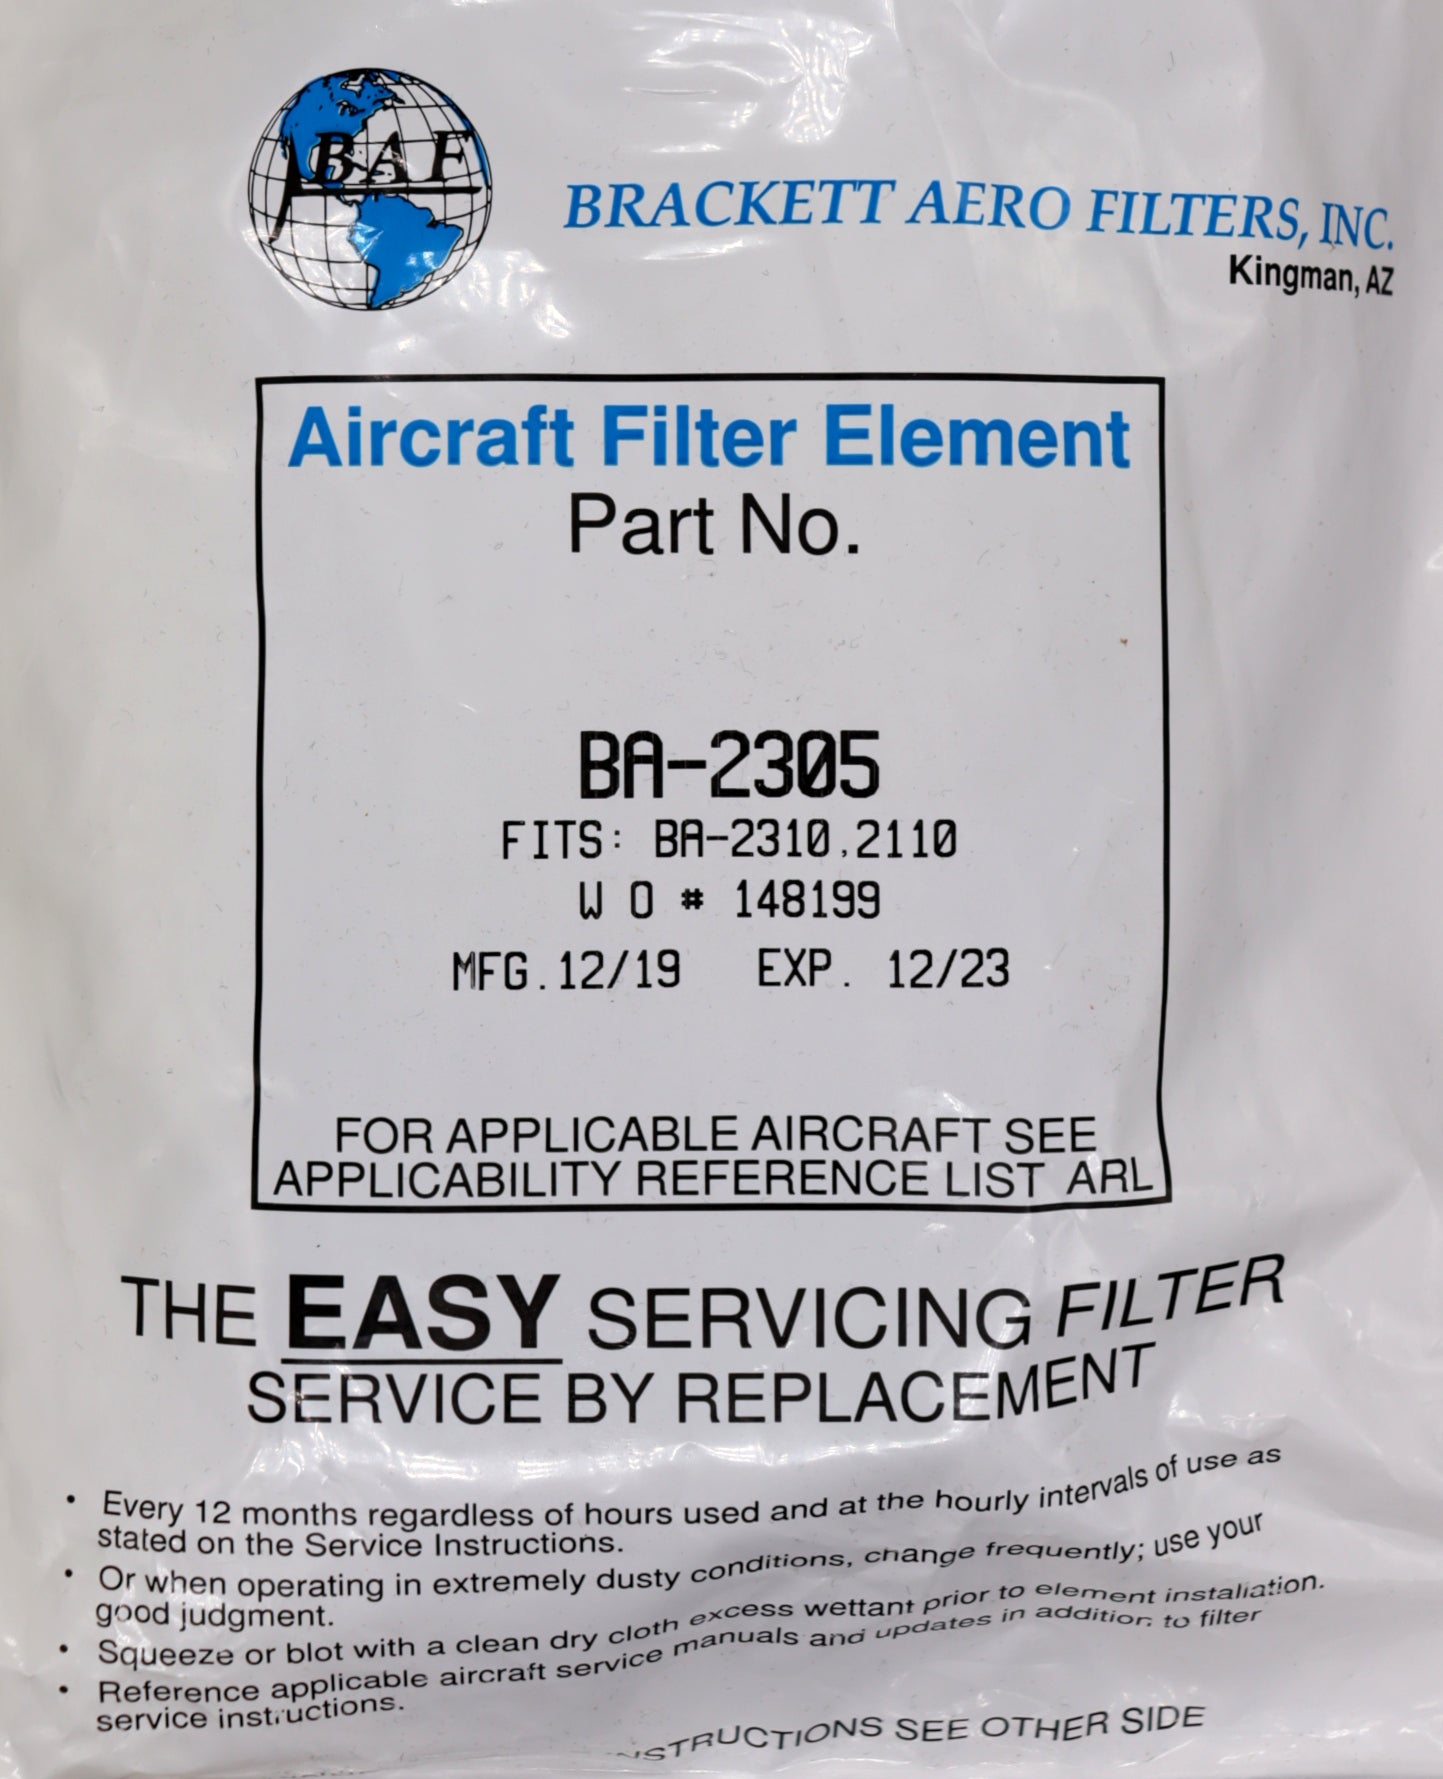 BAF
BRACKETT AERO FILTERS, INC.
Kingman, AZ
Aircraft Filter Element
Part No.
BA-2305
FITS: BA-2310,2110
W O # 148199
MFG.12/19 EXP. 12/23
FOR APPLICABLE AIRCRAFT SEE
APPLICABILITY REFERENCE LIST ARL
THE EASY SERVICING FILTER
SERVICE BY REPLACEMENT
• Every 12 months regardless of hours used and at the hourly intervals of use as
stated on the Service Instructions.
• Or when operating in extremely dusty conditions, change frequently; use your
good judgment.
• Squeeze or blot with a clean dry cloth excess wettant prior to element installation.
• Reference applicable aircraft service manuals and updates in addition to filter
service instructions.
INSTRUCTIONS SEE OTHER SIDE